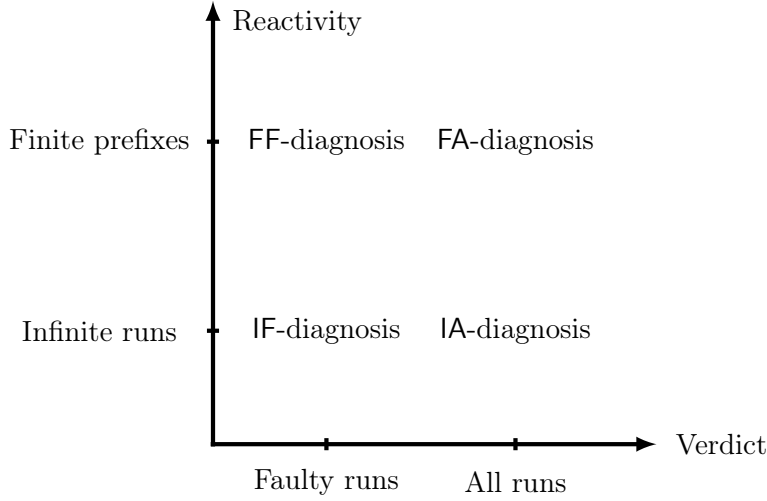 Reactivity
Finite prefixes FF-diagnosis FA-diagnosis
Infinite runs IF-diagnosis IA-diagnosis
Verdict
Faulty runs All runs